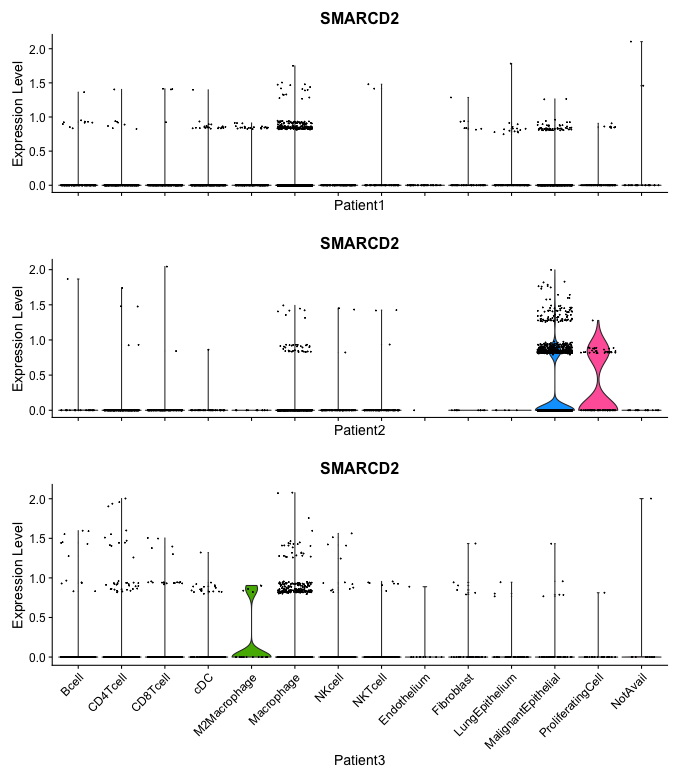 SMARCD2
Expression Level
2.0
1.5
1.0
0.5
0.0
Patient1
SMARCD2
Expression Level
2.0
1.5
1.0
0.5
0.0
Patient2
SMARCD2
Expression Level
2.0
1.5
1.0
0.5
0.0
Bcell
CD4Tcell
CD8Tcell
cDC
M2Macrophage
Macrophage
NKcell
NKTcell
Endothelium
Fibroblast
LungEpithelium
MalignantEpithelial
ProliferatingCell
NotAvail
Patient3